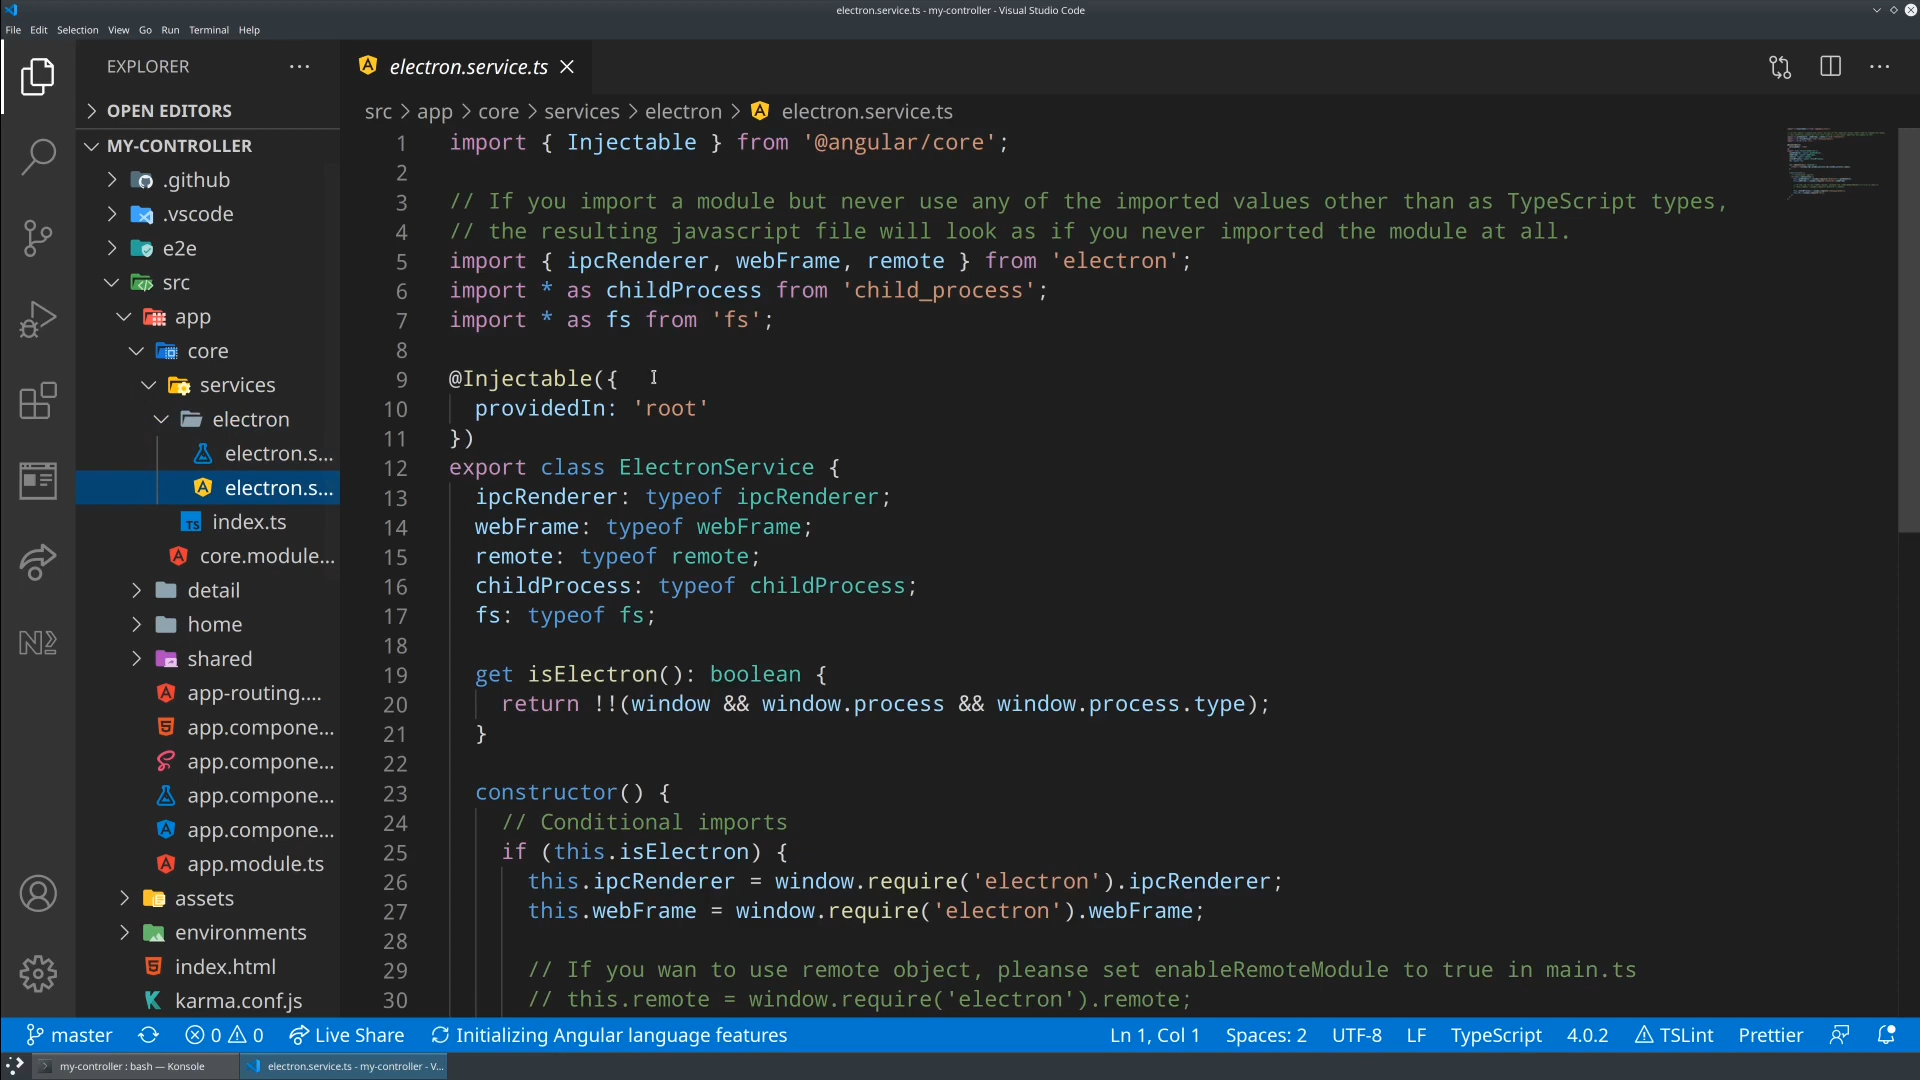 electron.service.ts - my-controller - Visual Studio Code
File Edit Selection View Go Run Terminal Help
EXPLORER
OPEN EDITORS
MY-CONTROLLER
.github
.vscode
e2e
src
app
core
services
electron
electron.s...
electron.s...
index.ts
core.module...
detail
home
shared
app-routing....
app.compone...
app.compone...
app.compone...
app.compone...
app.module.ts
assets
environments
index.html
karma.conf.js
electron.service.ts
src > app > core > services > electron > electron.service.ts
1 import { Injectable } from '@angular/core';
2
3 // If you import a module but never use any of the imported values other than as TypeScript types,
4 // the resulting javascript file will look as if you never imported the module at all.
5 import { ipcRenderer, webFrame, remote } from 'electron';
6 import * as childProcess from 'child_process';
7 import * as fs from 'fs';
8
9 @Injectable({
10 providedIn: 'root'
11 })
12 export class ElectronService {
13 ipcRenderer: typeof ipcRenderer;
14 webFrame: typeof webFrame;
15 remote: typeof remote;
16 childProcess: typeof childProcess;
17 fs: typeof fs;
18
19 get isElectron(): boolean {
20 return !!(window && window.process && window.process.type);
21 }
22
23 constructor() {
24 // Conditional imports
25 if (this.isElectron) {
26 this.ipcRenderer = window.require('electron').ipcRenderer;
27 this.webFrame = window.require('electron').webFrame;
28
29 // If you wan to use remote object, pleanse set enableRemoteModule to true in main.ts
30 // this.remote = window.require('electron').remote;
master 0 0 Live Share Initializing Angular language features Ln 1, Col 1 Spaces: 2 UTF-8 LF TypeScript 4.0.2 TSLint Prettier
my-controller : bash — Konsole electron.service.ts - my-controller - V...